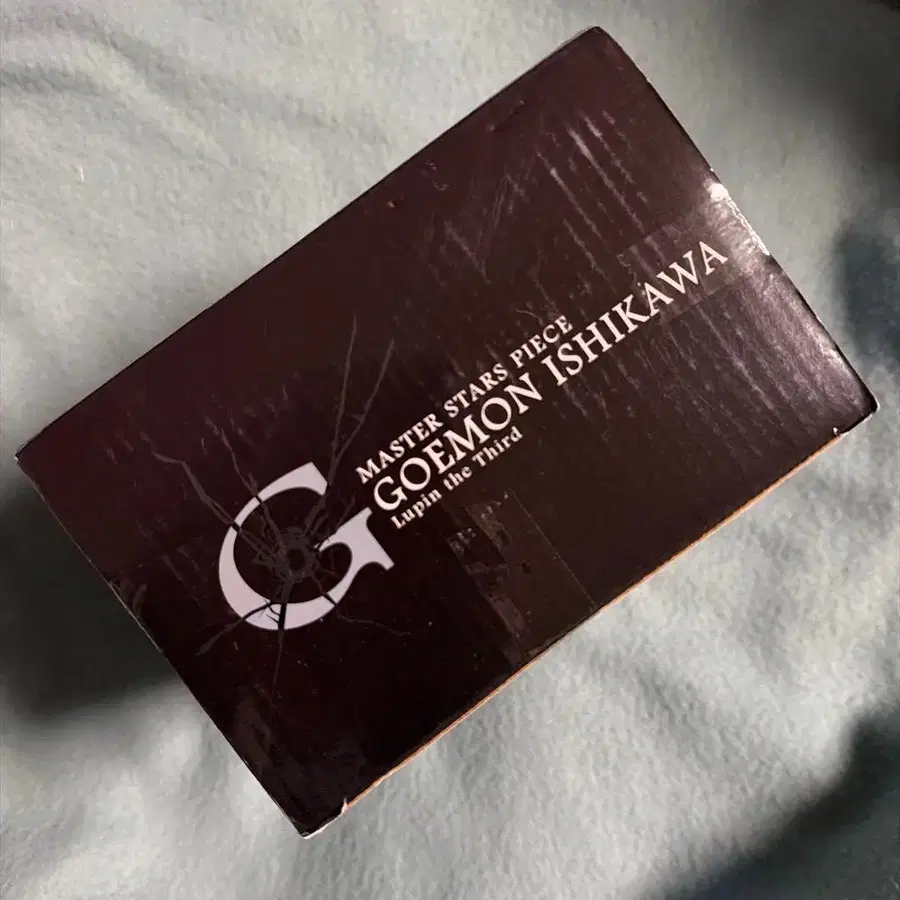 G
MASTER STARS PIECE
GOEMON ISHIKAWA
Lupin the Third